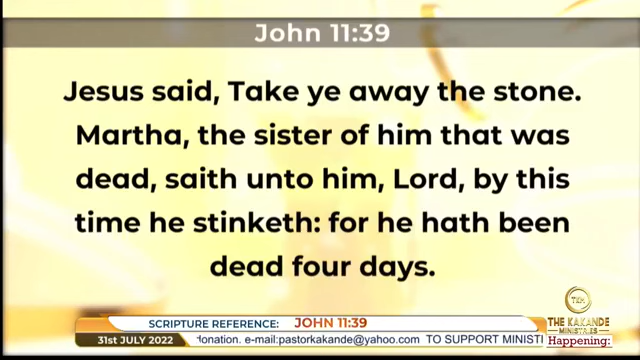 John 11:39
Jesus said, Take ye away the stone.
Martha, the sister of him that was
dead, saith unto him, Lord, by this
time he stinketh: for he hath been
dead four days.
TKM
THE KAKANDE
MINISTRIES
SCRIPTURE REFERENCE: JOHN 11:39
31st JULY 2022 donation. e-mail:pastorkakande@yahoo.com TO SUPPORT MINISTI Happening: